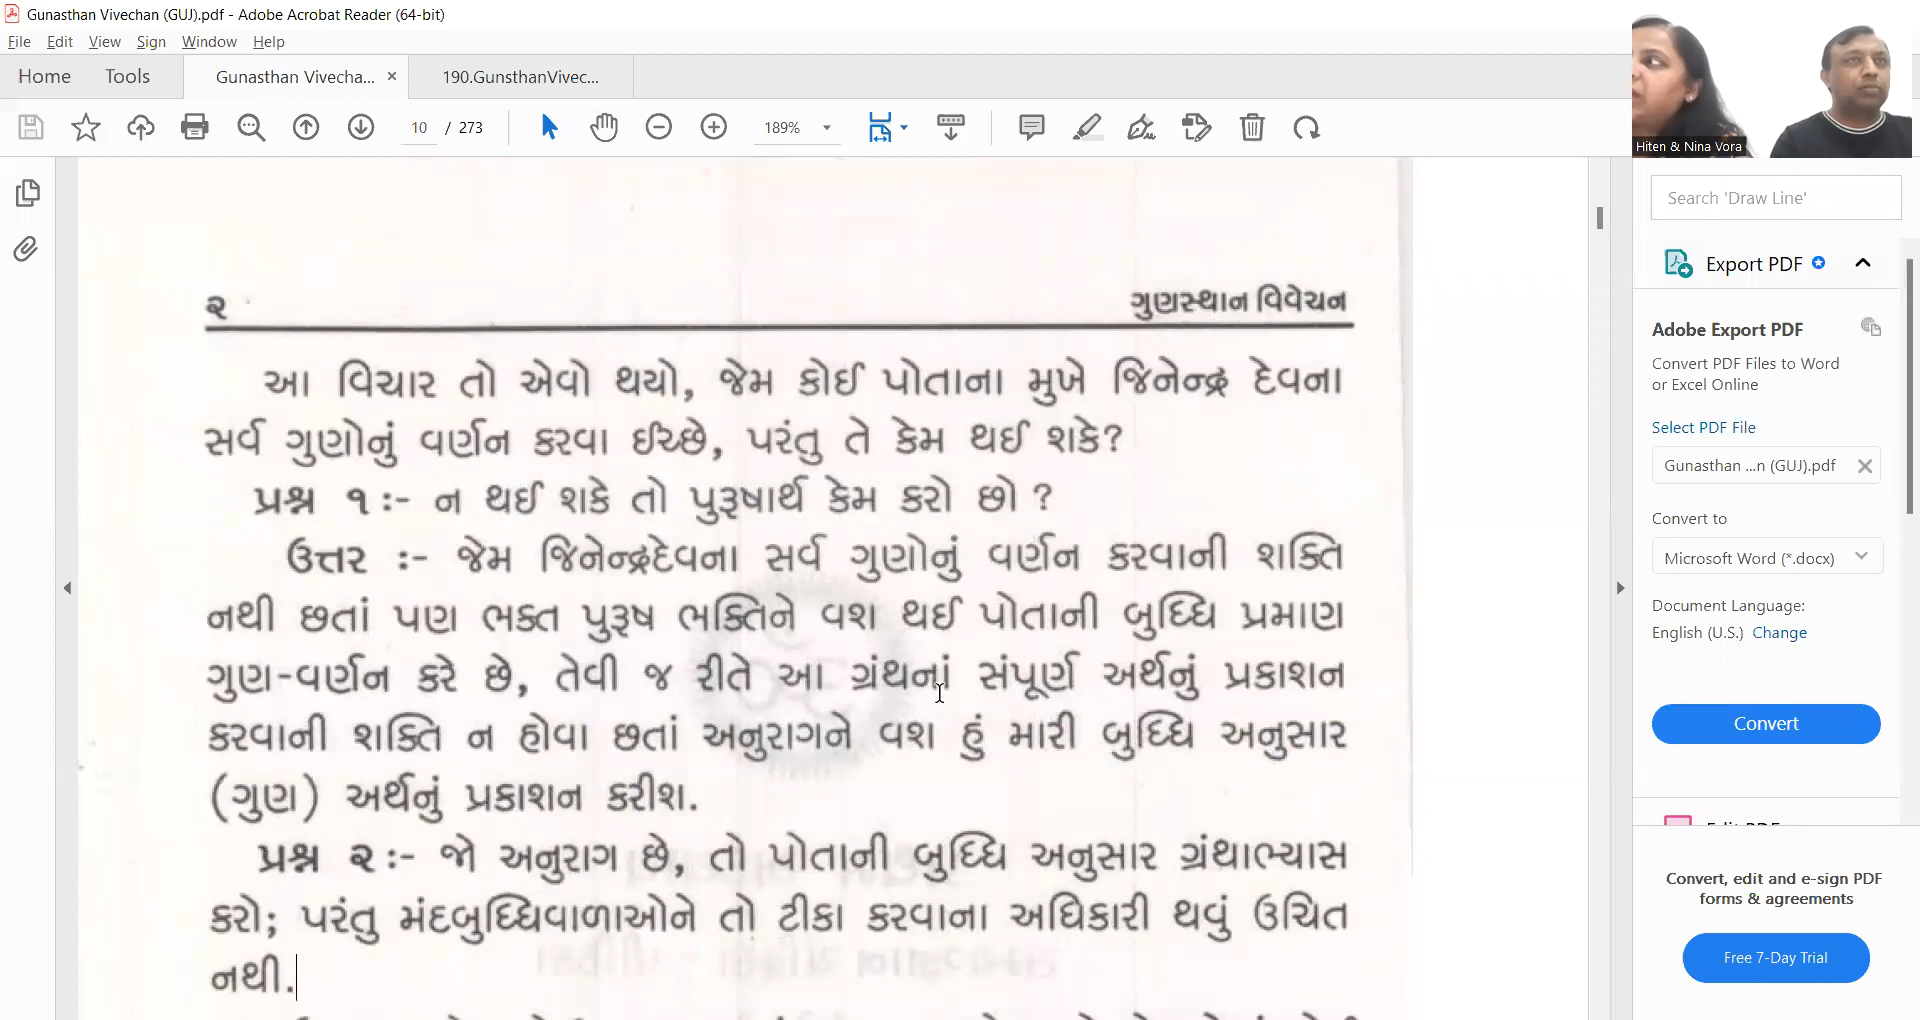 Gunasthan Vivechan (GUJ).pdf - Adobe Acrobat Reader (64-bit)
File Edit View Sign Window Help
Home Tools Gunasthan Vivecha... × 190.GunsthanVivec...
10 / 273 189%
Hiten & Nina Vora
૨ ગુણસ્થાન વિવેચન
આ વિચાર તો એવો થયો, જેમ કોઈ પોતાના મુખે જિનેન્દ્ર દેવના
સર્વ ગુણોનું વર્ણન કરવા ઈચ્છે, પરંતુ તે કેમ થઈ શકે?
પ્રશ્ન ૧ :- ન થઈ શકે તો પુરૂષાર્થ કેમ કરો છો ?
ઉત્તર :- જેમ જિનેન્દ્રદેવના સર્વ ગુણોનું વર્ણન કરવાની શક્તિ
નથી છતાં પણ ભક્ત પુરૂષ ભક્તિને વશ થઈ પોતાની બુધ્ધિ પ્રમાણ
ગુણ-વર્ણન કરે છે, તેવી જ રીતે આ ગ્રંથનાં સંપૂર્ણ અર્થનું પ્રકાશન
કરવાની શક્તિ ન હોવા છતાં અનુરાગને વશ હું મારી બુધ્ધિ અનુસાર
(ગુણ) અર્થનું પ્રકાશન કરીશ.
પ્રશ્ન ૨ :- જો અનુરાગ છે, તો પોતાની બુધ્ધિ અનુસાર ગ્રંથાભ્યાસ
કરો; પરંતુ મંદબુધ્ધિવાળાઓને તો ટીકા કરવાના અધિકારી થવું ઉચિત
નથી.
Search 'Draw Line'
Export PDF
Adobe Export PDF
Convert PDF Files to Word
or Excel Online
Select PDF File
Gunasthan ...n (GUJ).pdf
Convert to
Microsoft Word (*.docx)
Document Language:
English (U.S.) Change
Convert
Convert, edit and e-sign PDF
forms & agreements
Free 7-Day Trial